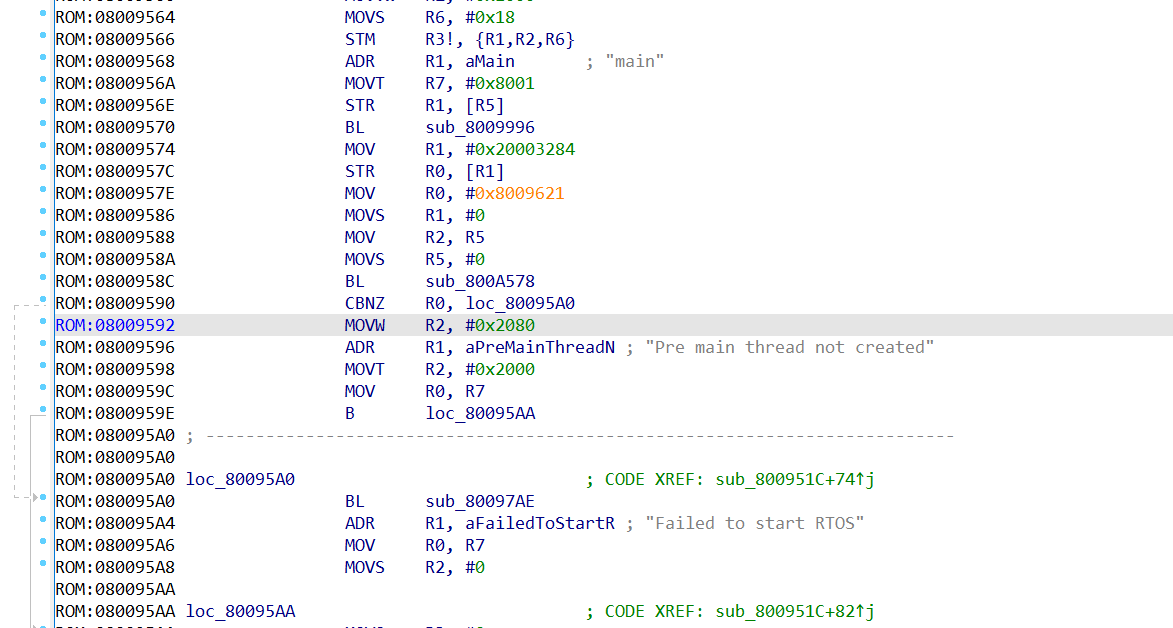 ROM:08009564 MOVS R6, #0x18
ROM:08009566 STM R3!, {R1,R2,R6}
ROM:08009568 ADR R1, aMain ; "main"
ROM:0800956A MOVT R7, #0x8001
ROM:0800956E STR R1, [R5]
ROM:08009570 BL sub_8009996
ROM:08009574 MOV R1, #0x20003284
ROM:0800957C STR R0, [R1]
ROM:0800957E MOV R0, #0x8009621
ROM:08009586 MOVS R1, #0
ROM:08009588 MOV R2, R5
ROM:0800958A MOVS R5, #0
ROM:0800958C BL sub_800A578
ROM:08009590 CBNZ R0, loc_80095A0
ROM:08009592 MOVW R2, #0x2080
ROM:08009596 ADR R1, aPreMainThreadN ; "Pre main thread not created"
ROM:08009598 MOVT R2, #0x2000
ROM:0800959C MOV R0, R7
ROM:0800959E B loc_80095AA
ROM:080095A0 ; ---------------------------------------------------------------------------
ROM:080095A0
ROM:080095A0 loc_80095A0 ; CODE XREF: sub_800951C+74↑j
ROM:080095A0 BL sub_80097AE
ROM:080095A4 ADR R1, aFailedToStartR ; "Failed to start RTOS"
ROM:080095A6 MOV R0, R7
ROM:080095A8 MOVS R2, #0
ROM:080095AA
ROM:080095AA loc_80095AA ; CODE XREF: sub_800951C+82↑j